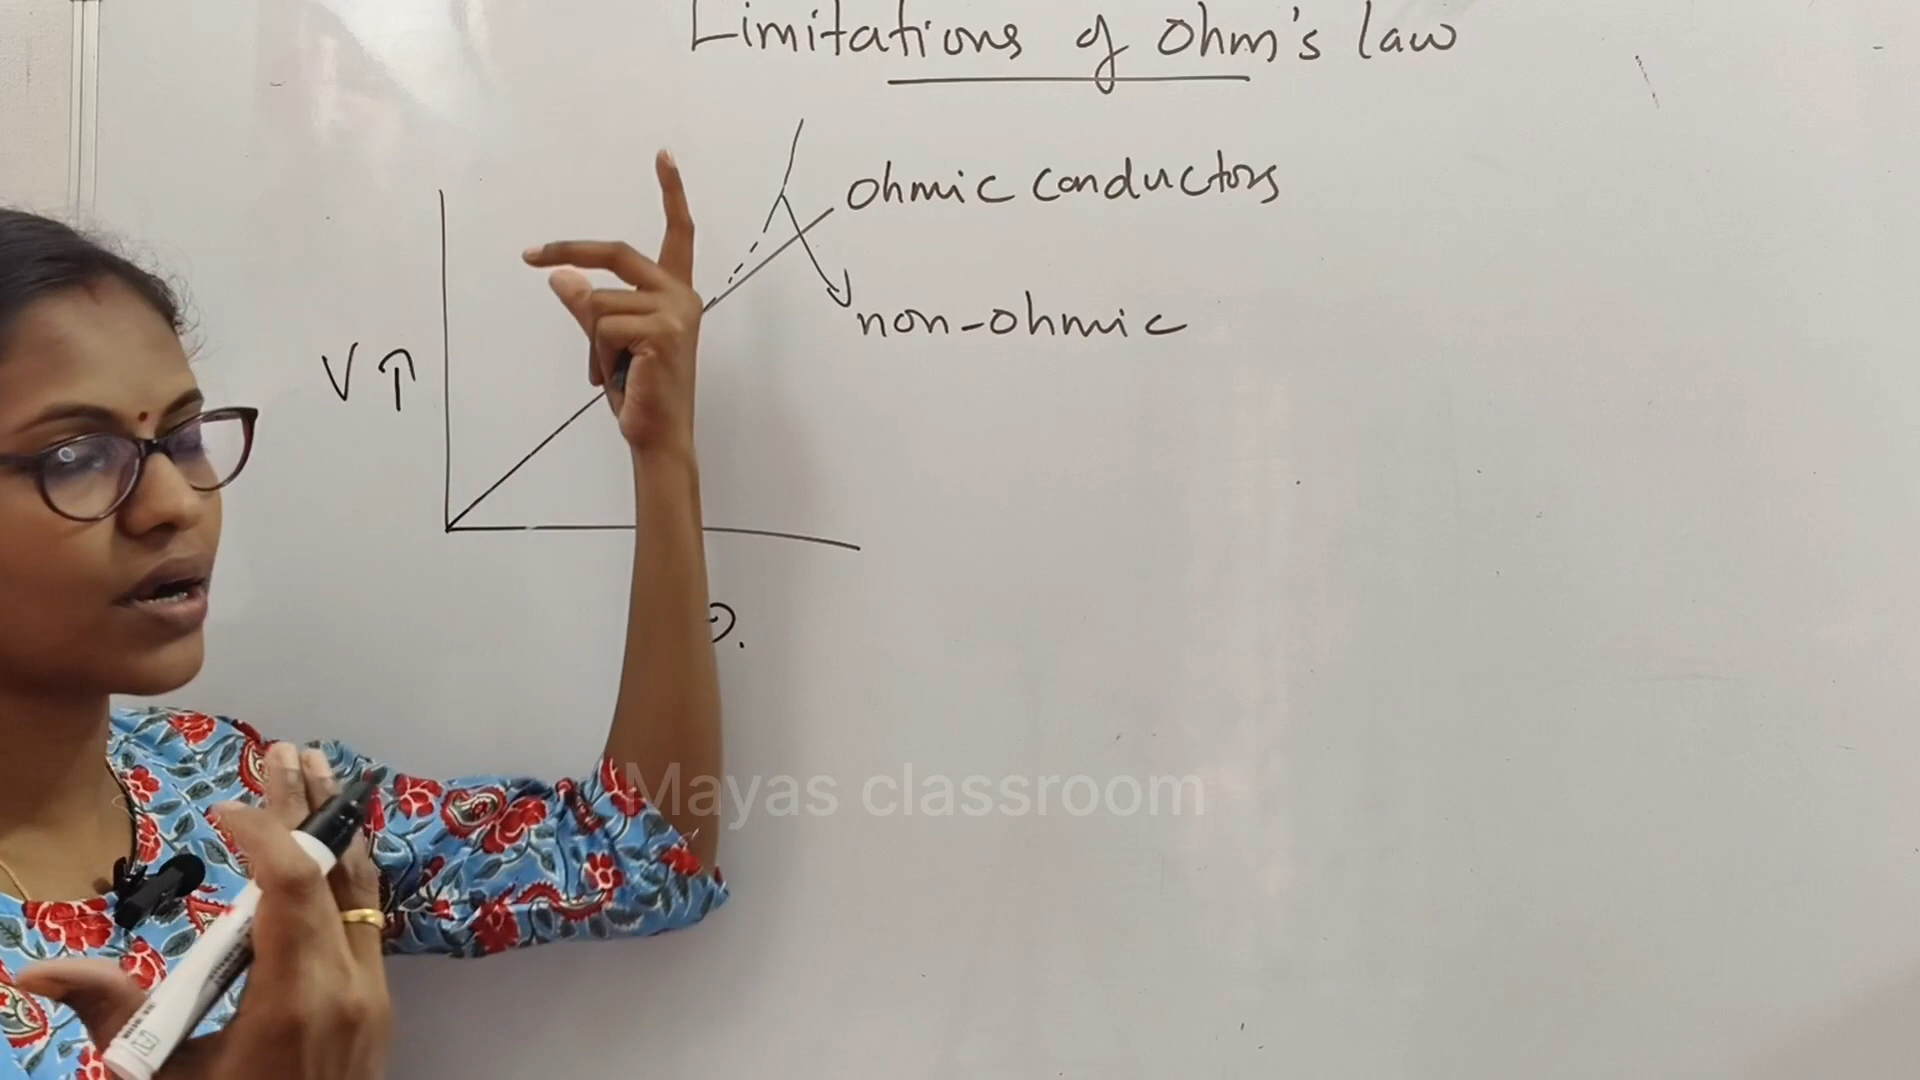 Limitations of Ohm's law
Ohmic conductors
non-ohmic
V ↑
Mayas classroom